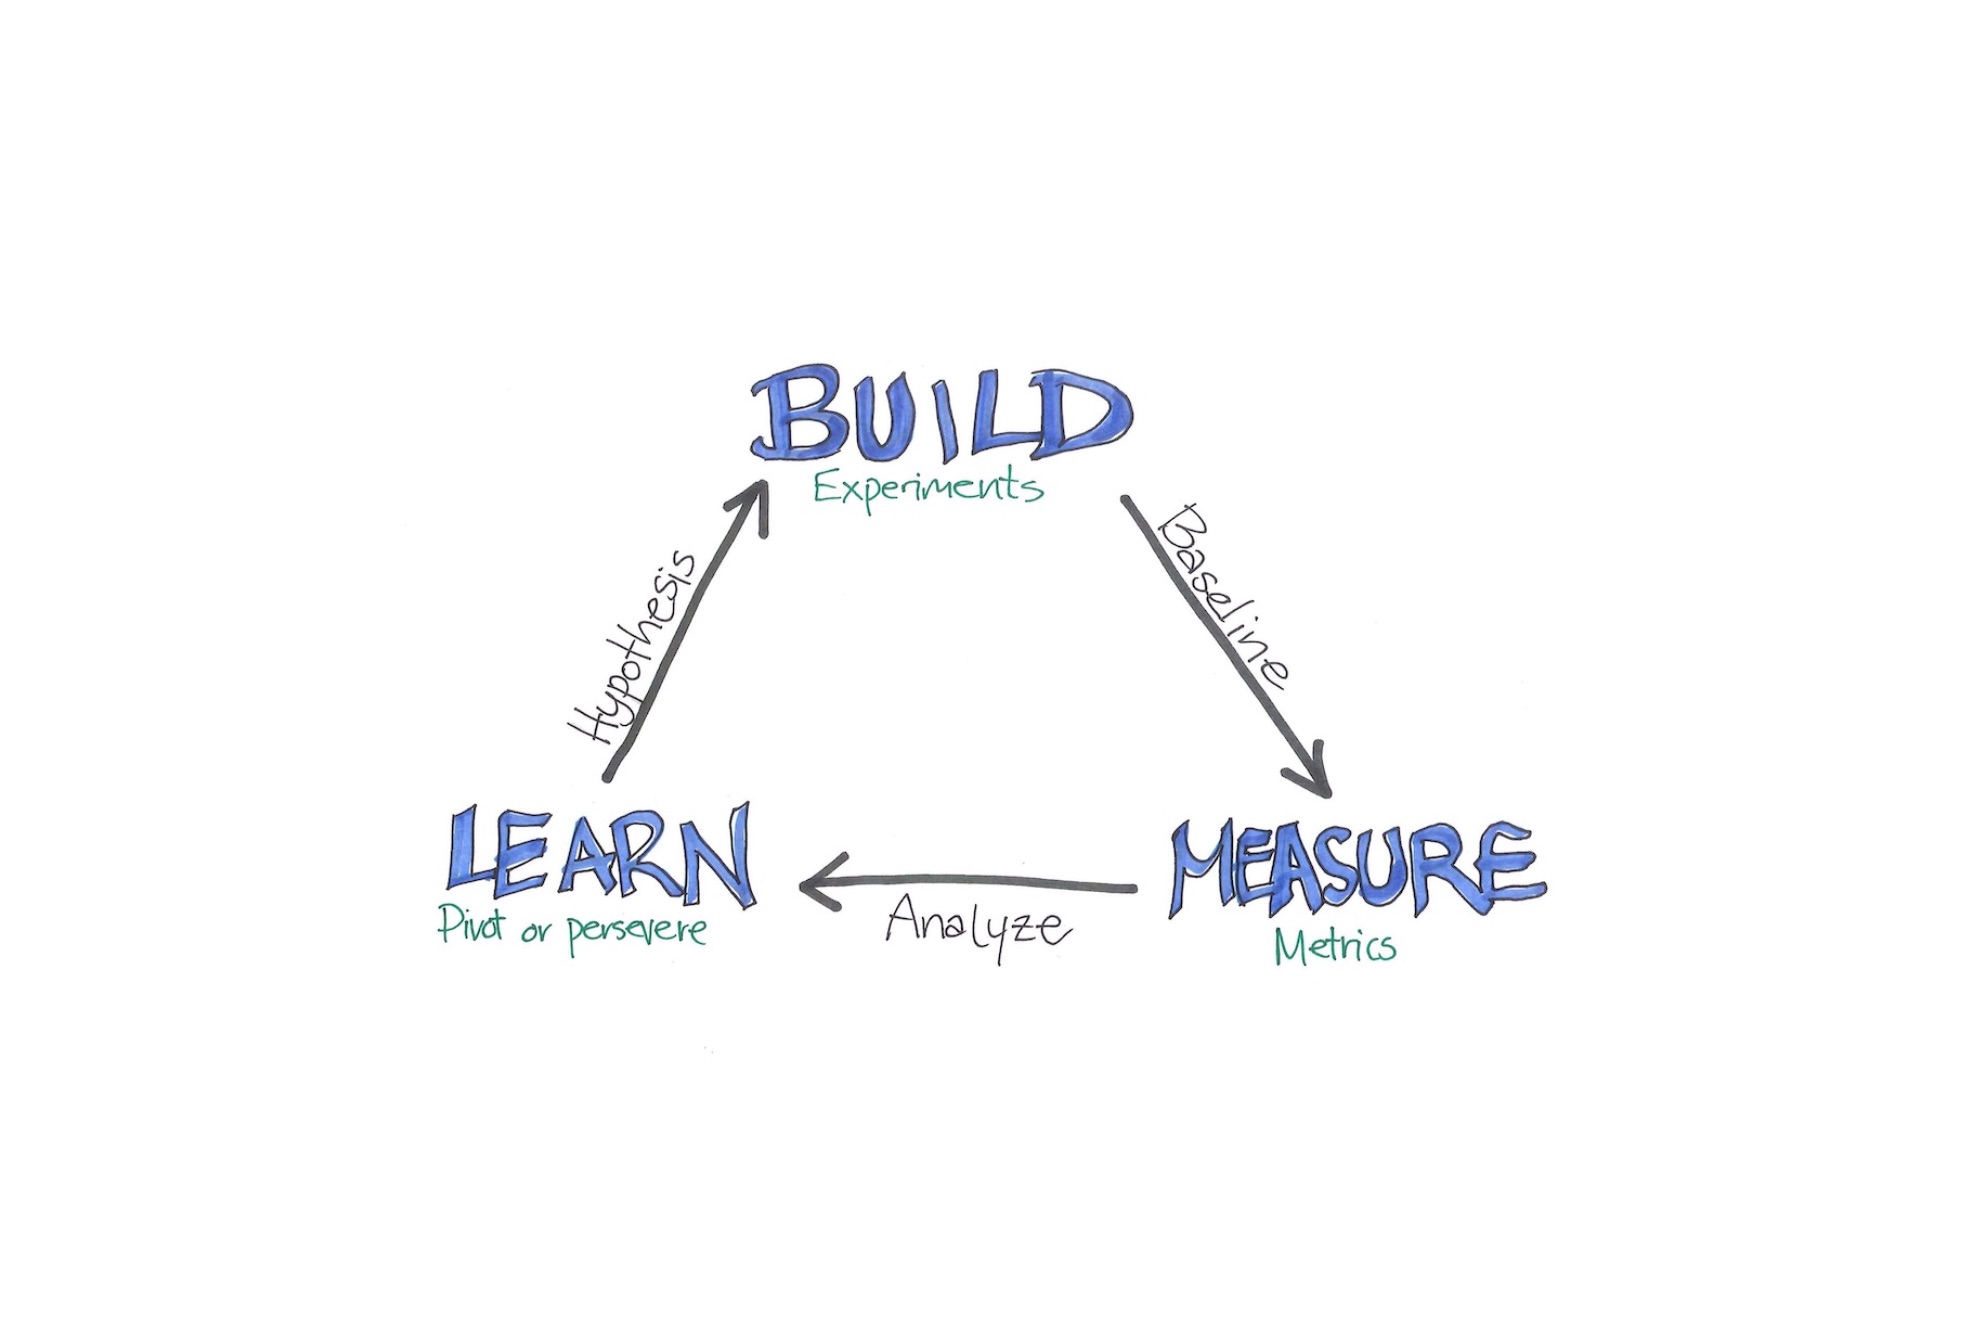 BUILD
Experiments
Baseline
MEASURE
Metrics
Analyze
LEARN
Pivot or persevere
Hypothesis